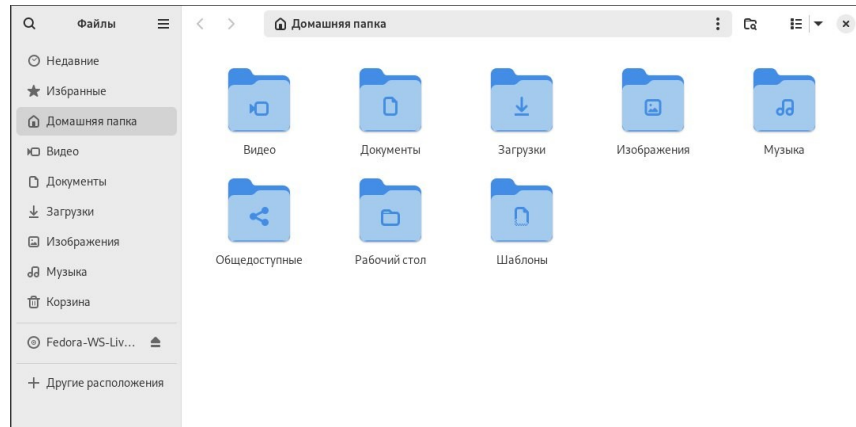 Файлы
Домашняя папка
Недавние
Избранные
Домашняя папка
Видео
Документы
Загрузки
Изображения
Музыка
Корзина
Fedora-WS-Liv...
Другие расположения
Видео Документы Загрузки Изображения Музыка
Общедоступные Рабочий стол Шаблоны